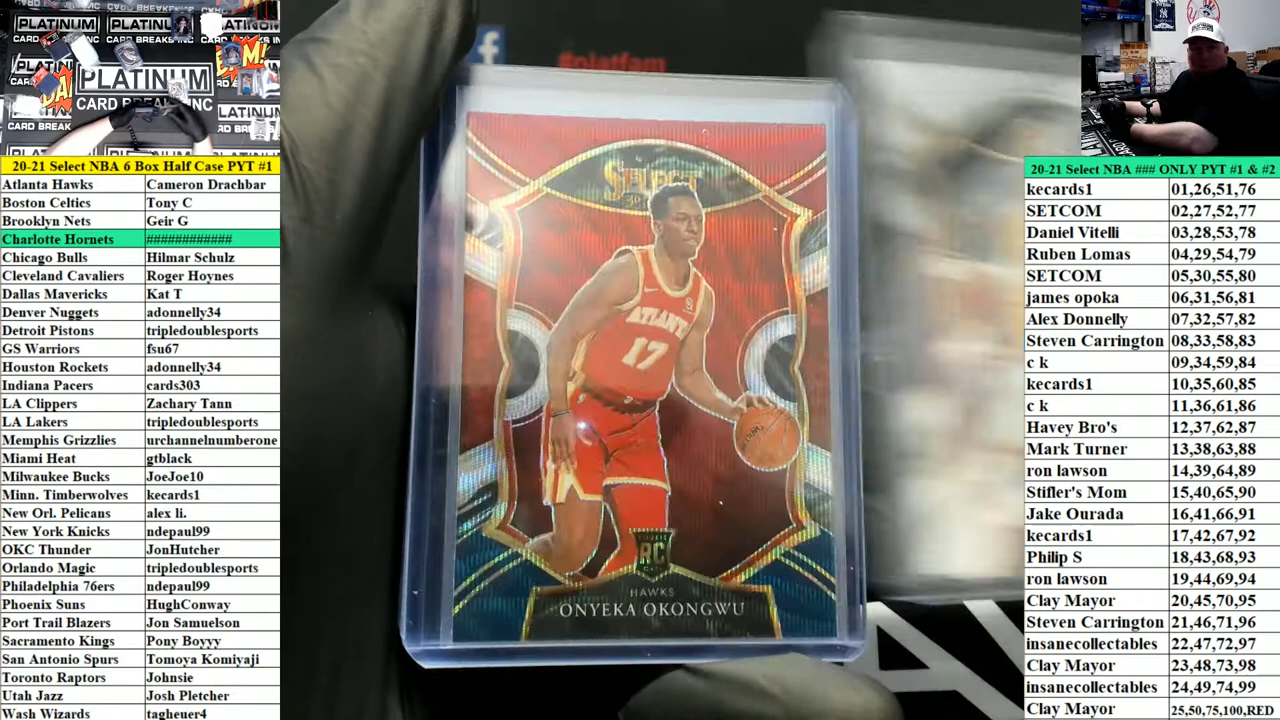 PLATINUM
CARD BREAKS INC
20-21 Select NBA 6 Box Half Case PYT #1
Atlanta Hawks Cameron Drachbar
Boston Celtics Tony C
Brooklyn Nets Geir G
Charlotte Hornets ############
Chicago Bulls Hilmar Schulz
Cleveland Cavaliers Roger Hoynes
Dallas Mavericks Kat T
Denver Nuggets adonnelly34
Detroit Pistons tripledoublesports
GS Warriors fsu67
Houston Rockets adonnelly34
Indiana Pacers cards303
LA Clippers Zachary Tann
LA Lakers tripledoublesports
Memphis Grizzlies urchannelnumberone
Miami Heat gtblack
Milwaukee Bucks JoeJoe10
Minn. Timberwolves kecards1
New Orl. Pelicans alex li.
New York Knicks ndepaul99
OKC Thunder JonHutcher
Orlando Magic tripledoublesports
Philadelphia 76ers ndepaul99
Phoenix Suns HughConway
Port Trail Blazers Jon Samuelson
Sacramento Kings Pony Boyyy
San Antonio Spurs Tomoya Komiyaji
Toronto Raptors Johnsie
Utah Jazz Josh Pletcher
Wash Wizards tagheuer4
#platfam
SELECT
ATLANTA
17
RC
HAWKS
ONYEKA OKONGWU
20-21 Select NBA ### ONLY PYT #1 & #2
kecards1 01,26,51,76
SETCOM 02,27,52,77
Daniel Vitelli 03,28,53,78
Ruben Lomas 04,29,54,79
SETCOM 05,30,55,80
james opoka 06,31,56,81
Alex Donnelly 07,32,57,82
Steven Carrington 08,33,58,83
c k 09,34,59,84
kecards1 10,35,60,85
c k 11,36,61,86
Havey Bro's 12,37,62,87
Mark Turner 13,38,63,88
ron lawson 14,39,64,89
Stifler's Mom 15,40,65,90
Jake Ourada 16,41,66,91
kecards1 17,42,67,92
Philip S 18,43,68,93
ron lawson 19,44,69,94
Clay Mayor 20,45,70,95
Steven Carrington 21,46,71,96
insanecollectables 22,47,72,97
Clay Mayor 23,48,73,98
insanecollectables 24,49,74,99
Clay Mayor 25,50,75,100,RED